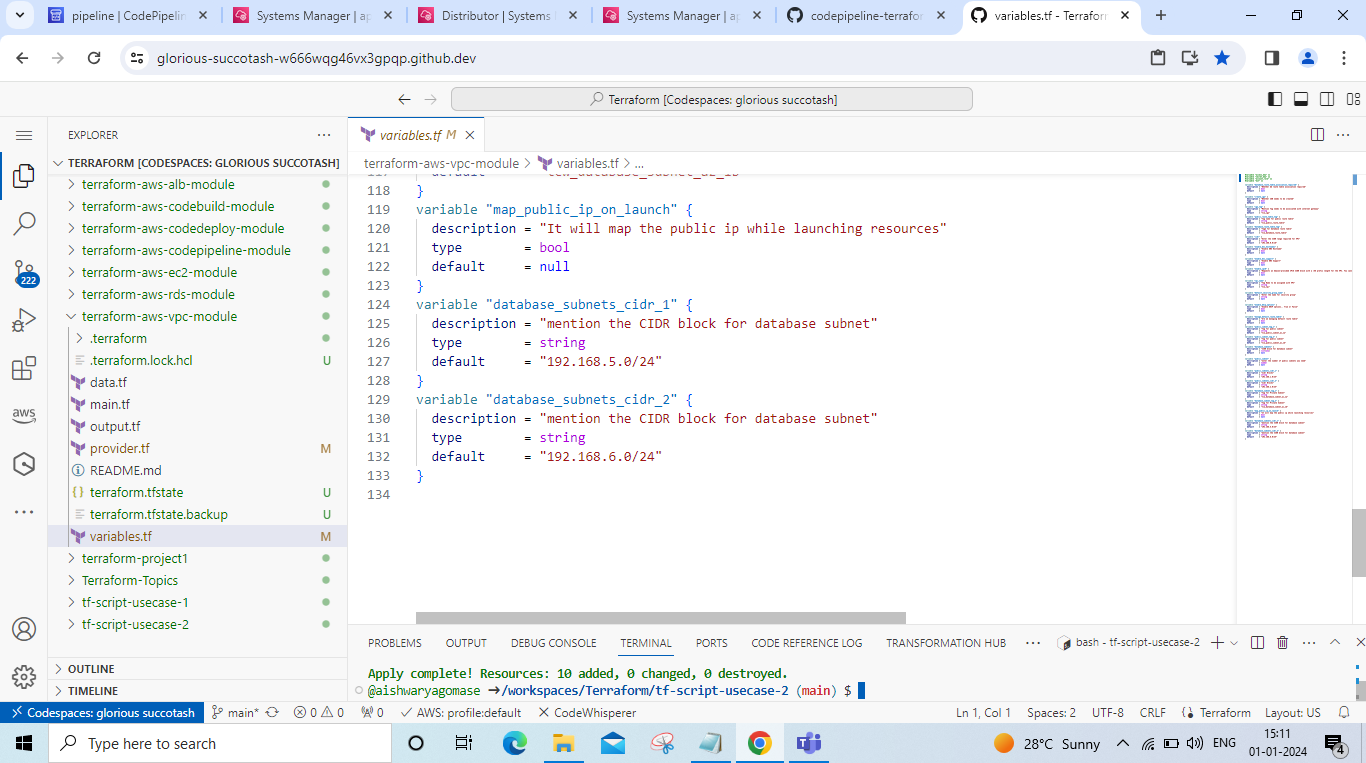 pipeline | CodePipelin
Systems Manager | ap
Distributor | Systems
Systems Manager | ap
codepipeline-terrafor
variables.tf - Terraform
glorious-succotash-w666wqg46vx3gpqp.github.dev
Terraform [Codespaces: glorious succotash]
EXPLORER
TERRAFORM [CODESPACES: GLORIOUS SUCCOTASH]
terraform-aws-alb-module
terraform-aws-codebuild-module
terraform-aws-codedeploy-module
terraform-aws-codepipeline-module
terraform-aws-ec2-module
terraform-aws-rds-module
terraform-aws-vpc-module
.terraform
.terraform.lock.hcl U
data.tf
main.tf
output.tf
provider.tf M
README.md
terraform.tfstate U
terraform.tfstate.backup U
variables.tf M
terraform-project1
Terraform-Topics
tf-script-usecase-1
tf-script-usecase-2
OUTLINE
TIMELINE
222
aws
variables.tf M
terraform-aws-vpc-module > variables.tf > ...
118 }
119 variable "map_public_ip_on_launch" {
120 description = "It will map the public ip while launching resources"
121 type = bool
122 default = null
123 }
124 variable "database_subnets_cidr_1" {
125 description = "mention the CIDR block for database subnet"
126 type = string
127 default = "192.168.5.0/24"
128 }
129 variable "database_subnets_cidr_2" {
130 description = "mention the CIDR block for database subnet"
131 type = string
132 default = "192.168.6.0/24"
133 }
134
PROBLEMS OUTPUT DEBUG CONSOLE TERMINAL PORTS CODE REFERENCE LOG TRANSFORMATION HUB ... bash - tf-script-usecase-2
Apply complete! Resources: 10 added, 0 changed, 0 destroyed.
@aishwaryagomase ➜/workspaces/Terraform/tf-script-usecase-2 (main) $
Codespaces: glorious succotash main* 0 0 0 AWS: profile:default CodeWhisperer Ln 1, Col 1 Spaces: 2 UTF-8 CRLF Terraform Layout: US
Type here to search
28°C Sunny
ENG
15:11
01-01-2024
4